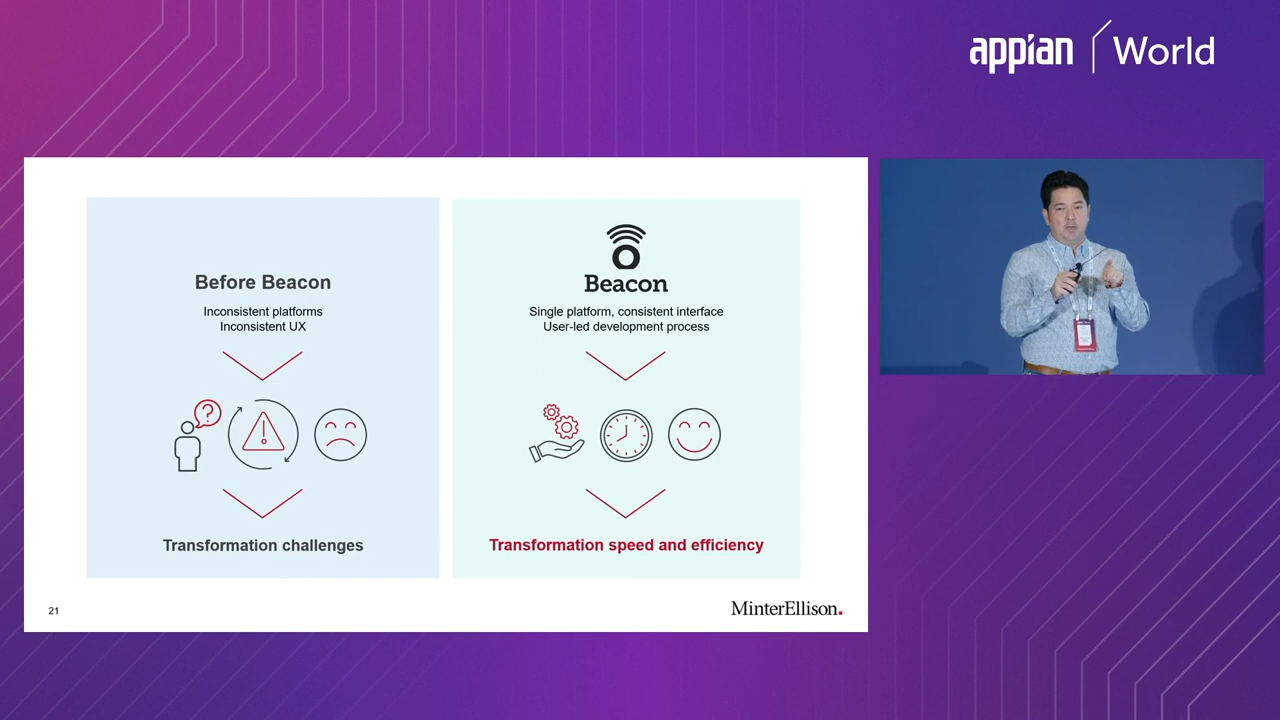 appian World
Before Beacon
Inconsistent platforms
Inconsistent UX
?
!
Transformation challenges
Beacon
Single platform, consistent interface
User-led development process
Transformation speed and efficiency
21
MinterEllison.